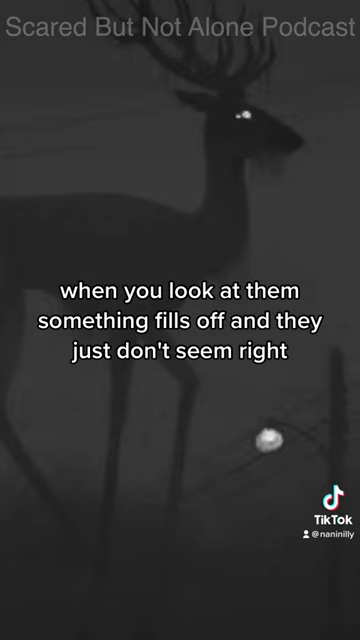 Scared But Not Alone Podcast
when you look at them
something fills off and they
just don't seem right
TikTok
@naninilly